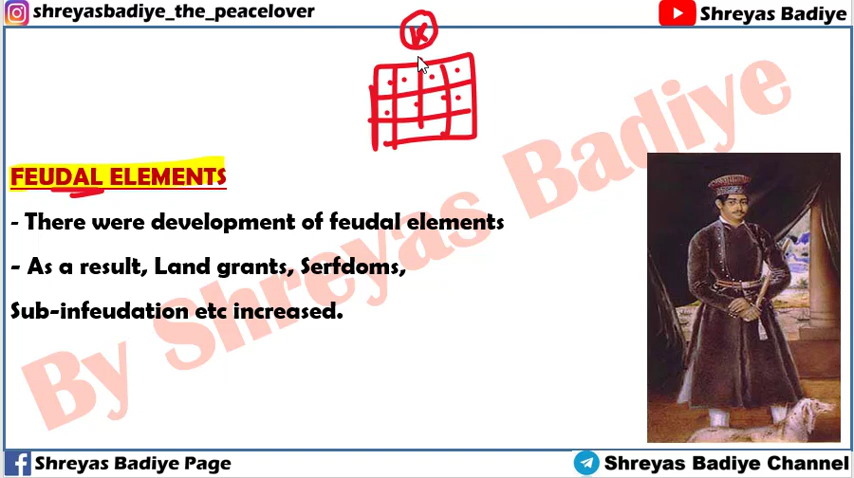 shreyasbadiye_the_peacelover
Shreyas Badiye
K
FEUDAL ELEMENTS
- There were development of feudal elements
- As a result, Land grants, Serfdoms,
Sub-infeudation etc increased.
By Shreyas Badiye
Shreyas Badiye Page
Shreyas Badiye Channel